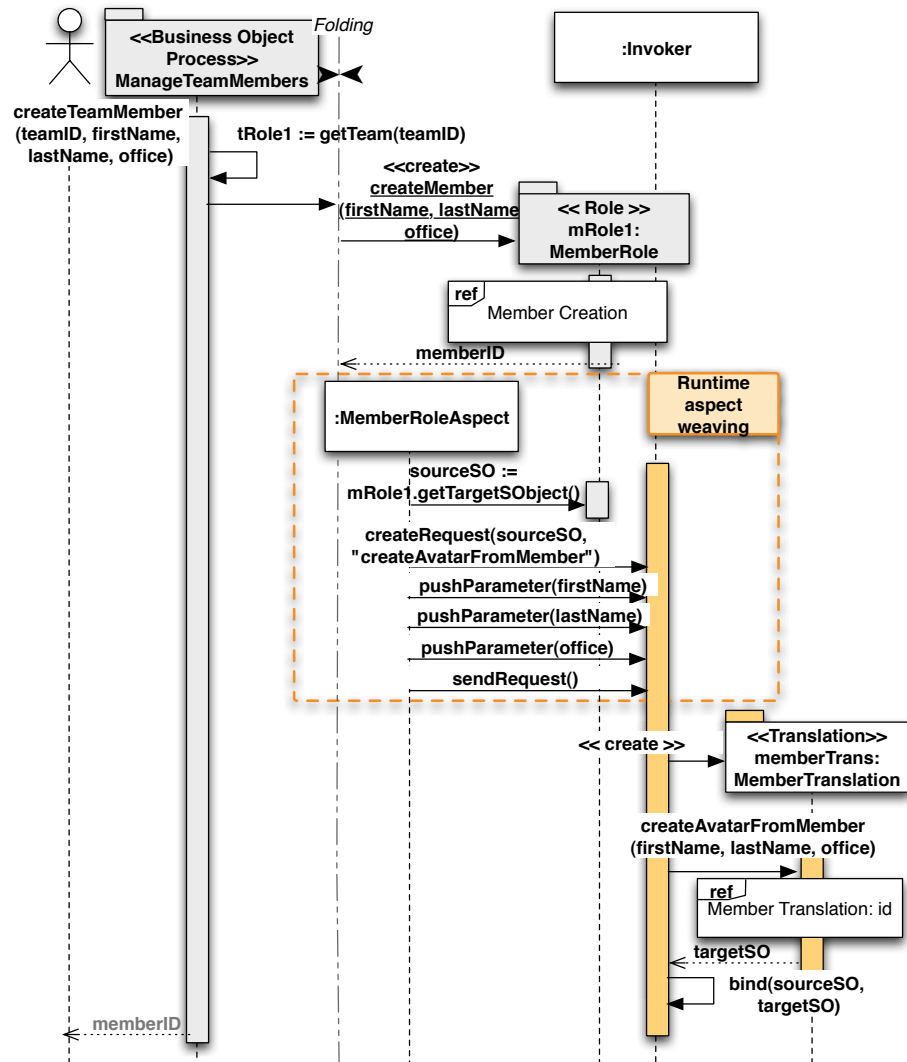 <<Business Object
Process>>
ManageTeamMembers
Folding
:Invoker
createTeamMember
(teamID, firstName,
lastName, office)
tRole1 := getTeam(teamID)
<<create>>
createMember
(firstName, lastName
office)
<< Role >>
mRole1:
MemberRole
ref
Member Creation
memberID
:MemberRoleAspect
Runtime
aspect
weaving
sourceSO :=
mRole1.getTargetSObject()
createRequest(sourceSO,
"createAvatarFromMember")
pushParameter(firstName)
pushParameter(lastName)
pushParameter(office)
sendRequest()
<< create >>
<<Translation>>
memberTrans:
MemberTranslation
createAvatarFromMember
(firstName, lastName, office)
ref
Member Translation: id
targetSO
bind(sourceSO,
targetSO)
memberID